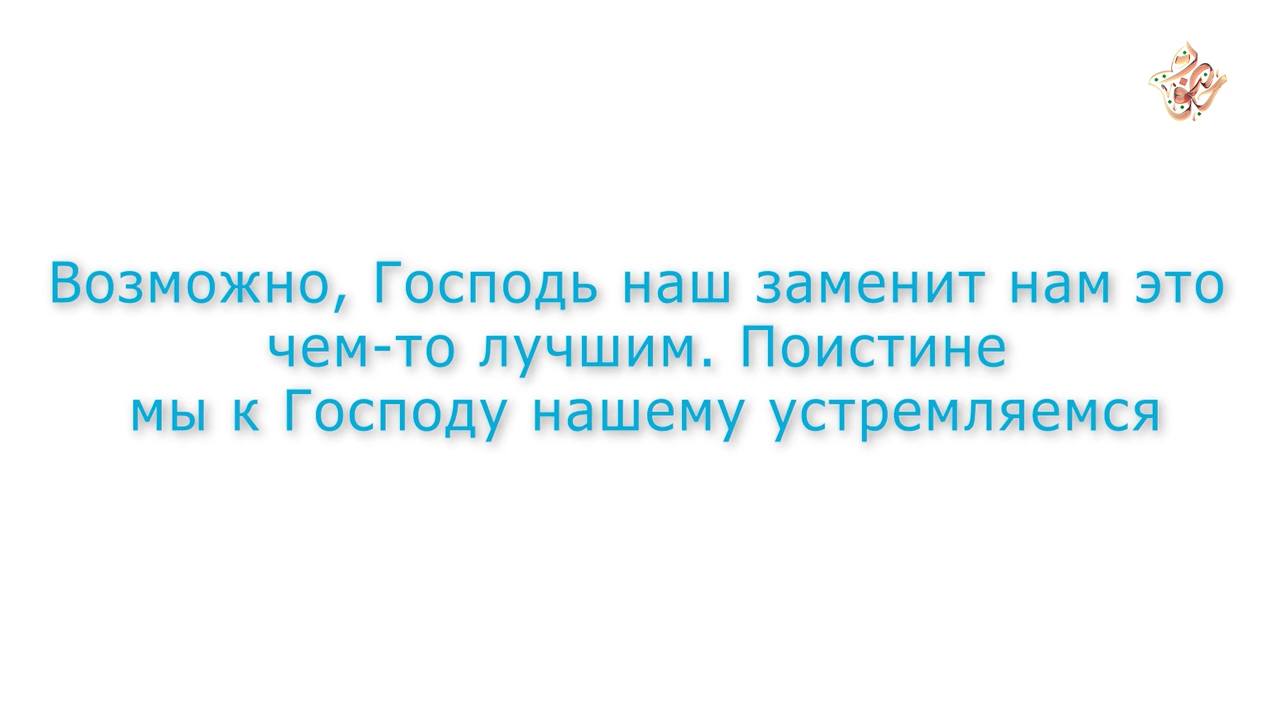 Возможно, Господь наш заменит нам это
чем-то лучшим. Поистине
мы к Господу нашему устремляемся